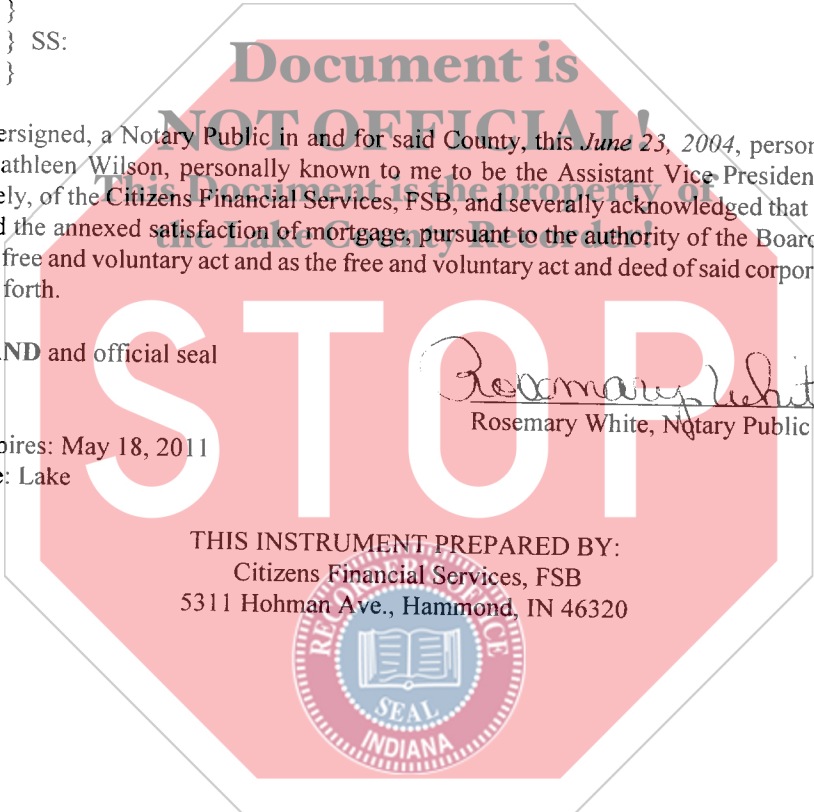 }
} SS:
}
Document is
NOT OFFICIAL!
This Document is the property of
the Lake County Recorder!
ersigned, a Notary Public in and for said County, this June 23, 2004, person
athleen Wilson, personally known to me to be the Assistant Vice Presiden
ely, of the Citizens Financial Services, FSB, and severally acknowledged that
d the annexed satisfaction of mortgage, pursuant to the authority of the Board
free and voluntary act and as the free and voluntary act and deed of said corpor
forth.
STOP
AND and official seal
Rosemary Whit
Rosemary White, Notary Public
pires: May 18, 2011
e: Lake
THIS INSTRUMENT PREPARED BY:
Citizens Financial Services, FSB
5311 Hohman Ave., Hammond, IN 46320
RECORDER'S OFFICE
SEAL
INDIANA